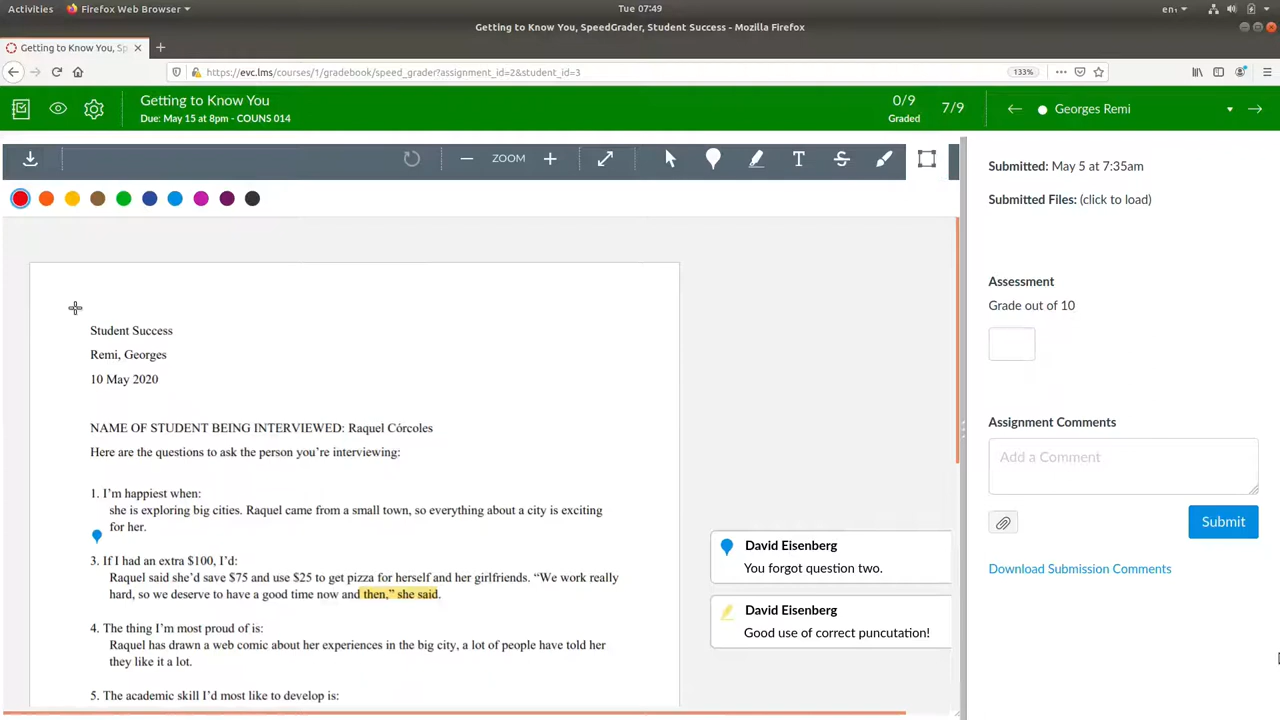 Activities Firefox Web Browser Tue 07:49 en
Getting to Know You, SpeedGrader, Student Success - Mozilla Firefox
Getting to Know You, Sp
https://evc.lms/courses/1/gradebook/speed_grader?assignment_id=2&student_id=3 133%
Getting to Know You
Due: May 15 at 8pm - COUNS 014
0/9
Graded
7/9
Georges Remi
ZOOM
T
Submitted: May 5 at 7:35am
Submitted Files: (click to load)
Assessment
Grade out of 10
Assignment Comments
Add a Comment
Submit
Download Submission Comments
Student Success
Remi, Georges
10 May 2020
NAME OF STUDENT BEING INTERVIEWED: Raquel Córcoles
Here are the questions to ask the person you’re interviewing:
1. I’m happiest when:
she is exploring big cities. Raquel came from a small town, so everything about a city is exciting
for her.
3. If I had an extra $100, I’d:
Raquel said she’d save $75 and use $25 to get pizza for herself and her girlfriends. “We work really
hard, so we deserve to have a good time now and then,” she said.
4. The thing I’m most proud of is:
Raquel has drawn a web comic about her experiences in the big city, a lot of people have told her
they like it a lot.
5. The academic skill I’d most like to develop is:
David Eisenberg
You forgot question two.
David Eisenberg
Good use of correct puncutation!